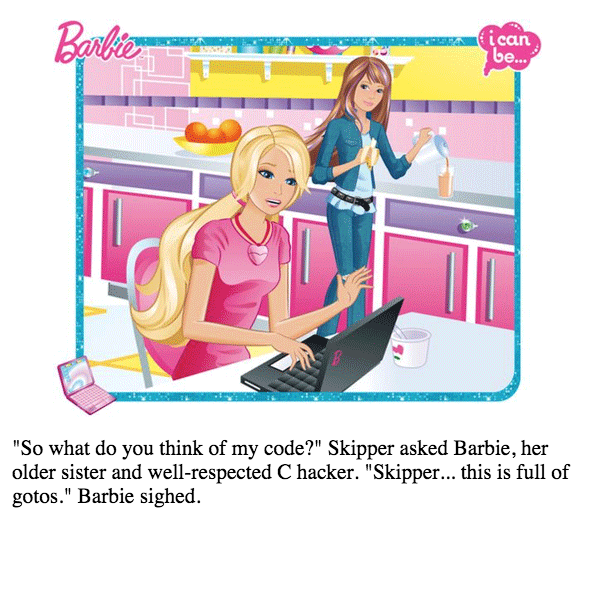 Barbie
i can
be...
B
"So what do you think of my code?" Skipper asked Barbie, her
older sister and well-respected C hacker. "Skipper... this is full of
gotos." Barbie sighed.